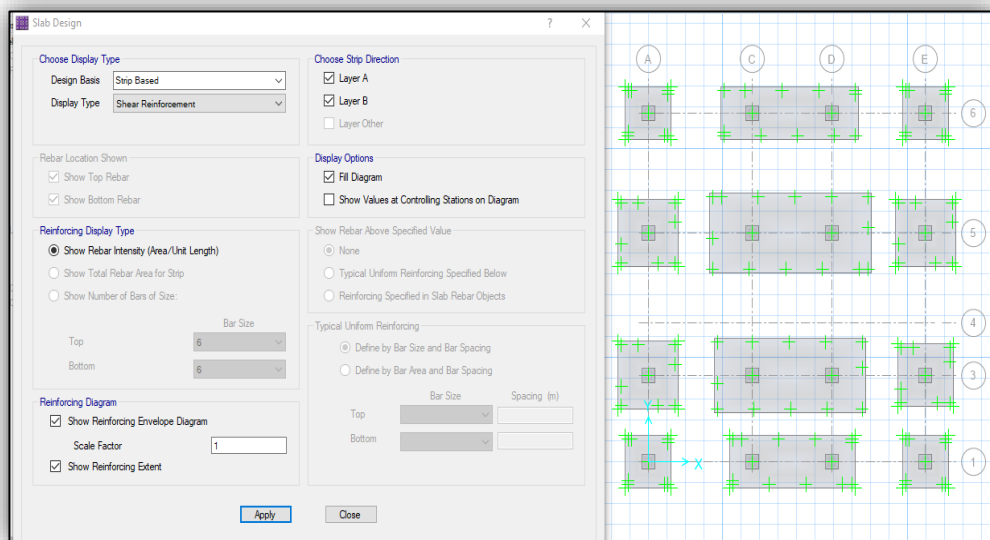 Slab Design
? X
Choose Display Type
Design Basis Strip Based
Display Type Shear Reinforcement
Rebar Location Shown
Show Top Rebar
Show Bottom Rebar
Reinforcing Display Type
Show Rebar Intensity (Area/Unit Length)
Show Total Rebar Area for Strip
Show Number of Bars of Size:
Bar Size
Top 6
Bottom 6
Reinforcing Diagram
Show Reinforcing Envelope Diagram
Scale Factor 1
Show Reinforcing Extent
Choose Strip Direction
Layer A
Layer B
Layer Other
Display Options
Fill Diagram
Show Values at Controlling Stations on Diagram
Show Rebar Above Specified Value
None
Typical Uniform Reinforcing Specified Below
Reinforcing Specified in Slab Rebar Objects
Typical Uniform Reinforcing
Define by Bar Size and Bar Spacing
Define by Bar Area and Bar Spacing
Bar Size Spacing (m)
Top
Bottom
Apply Close
A C D E
6
5
4
3
Y
X
1